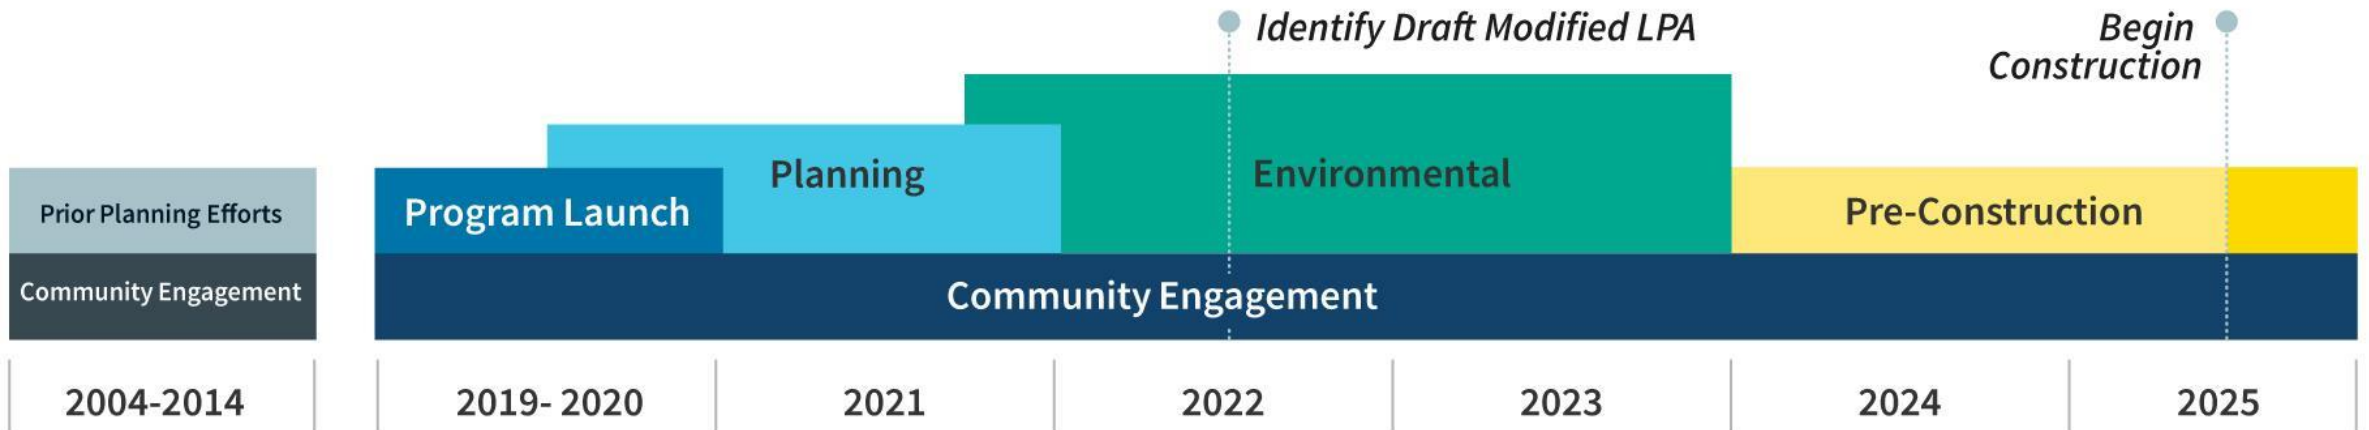 Identify Draft Modified LPA
Begin
Construction
Planning
Environmental
Prior Planning Efforts
Program Launch
Pre-Construction
Community Engagement
Community Engagement
2004-2014
2019- 2020
2021
2022
2023
2024
2025